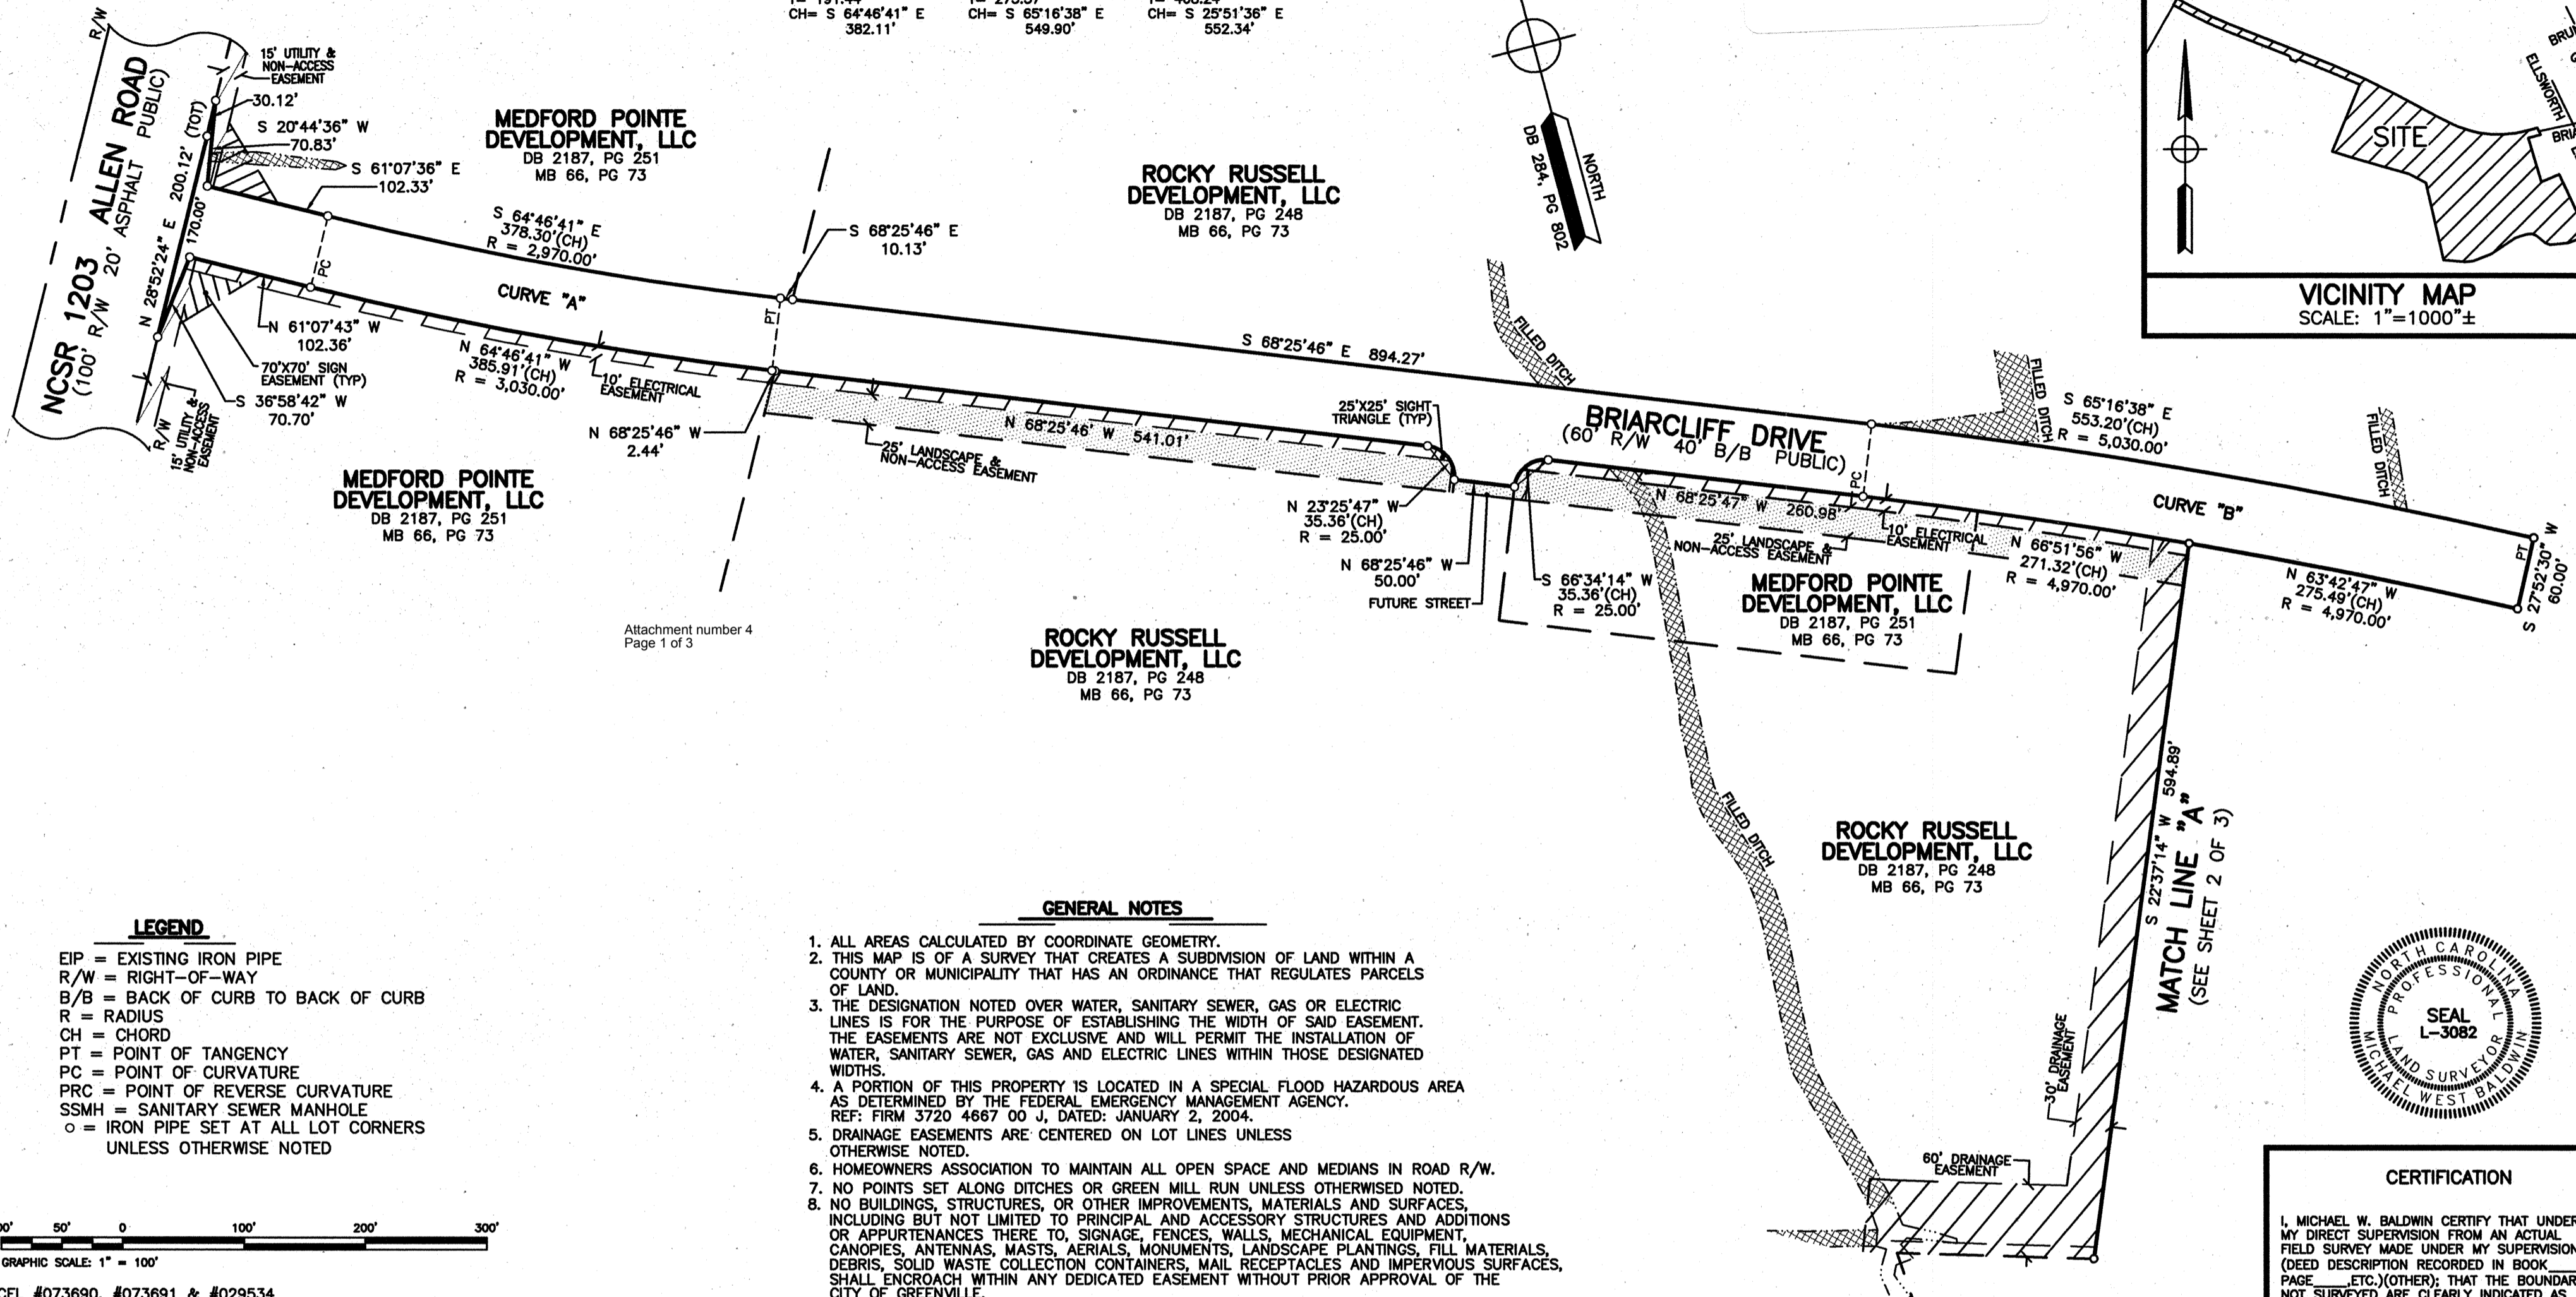 CH= S 64°46'41" E
382.11'
CH= S 65°16'38" E
549.90'
CH= S 25°51'36" E
552.34'
R/W
15' UTILITY &
NON-ACCESS
EASEMENT
30.12'
S 20°44'36" W
70.83'
S 61°07'36" E
102.33'
NCSR 1203 ALLEN ROAD
(100' R/W 20' ASPHALT PUBLIC)
N 28°52'24" E 200.12' (TOT)
170.00'
MEDFORD POINTE
DEVELOPMENT, LLC
DB 2187, PG 251
MB 66, PG 73
S 64°46'41" E
378.30'(CH)
R = 2,970.00'
S 68°25'46" E
10.13'
ROCKY RUSSELL
DEVELOPMENT, LLC
DB 2187, PG 248
MB 66, PG 73
NORTH
DB 284, PG 802
ELLSWORTH
SITE
VICINITY MAP
SCALE: 1"=1000"±
PC
CURVE "A"
PT
N 61°07'43" W
102.36'
70'X70' SIGN
EASEMENT (TYP)
S 36°58'42" W
70.70'
R/W
15' UTILITY &
NON-ACCESS
EASEMENT
N 64°46'41" W
385.91'(CH)
R = 3,030.00'
10' ELECTRICAL
EASEMENT
N 68°25'46" W
2.44'
S 68°25'46" E 894.27'
FILLED DITCH
FILLED DITCH
FILLED DITCH
S 65°16'38" E
553.20'(CH)
R = 5,030.00'
25'X25' SIGHT
TRIANGLE (TYP)
BRIARCLIFF DRIVE
(60' R/W 40' B/B PUBLIC)
N 68°25'46' W 541.01'
25' LANDSCAPE &
NON-ACCESS EASEMENT
PC
CURVE "B"
PT
S 27°52'30" W
60.00'
N 68°25'47" W 260.98'
N 23°25'47" W
35.36'(CH)
R = 25.00'
N 68°25'46" W
50.00'
FUTURE STREET
S 66°34'14" W
35.36'(CH)
R = 25.00'
25' LANDSCAPE &
NON-ACCESS EASEMENT
10' ELECTRICAL
EASEMENT
N 66°51'56" W
271.32'(CH)
R = 4,970.00'
N 63°42'47" W
275.49'(CH)
R = 4,970.00'
MEDFORD POINTE
DEVELOPMENT, LLC
DB 2187, PG 251
MB 66, PG 73
MEDFORD POINTE
DEVELOPMENT, LLC
DB 2187, PG 251
MB 66, PG 73
Attachment number 4
Page 1 of 3
ROCKY RUSSELL
DEVELOPMENT, LLC
DB 2187, PG 248
MB 66, PG 73
FILLED DITCH
ROCKY RUSSELL
DEVELOPMENT, LLC
DB 2187, PG 248
MB 66, PG 73
S 22°37'14" W 594.89'
MATCH LINE "A"
(SEE SHEET 2 OF 3)
30' DRAINAGE
EASEMENT
60' DRAINAGE
EASEMENT
LEGEND
EIP = EXISTING IRON PIPE
R/W = RIGHT-OF-WAY
B/B = BACK OF CURB TO BACK OF CURB
R = RADIUS
CH = CHORD
PT = POINT OF TANGENCY
PC = POINT OF CURVATURE
PRC = POINT OF REVERSE CURVATURE
SSMH = SANITARY SEWER MANHOLE
o = IRON PIPE SET AT ALL LOT CORNERS
UNLESS OTHERWISE NOTED
50' 0 100' 200' 300'
GRAPHIC SCALE: 1" = 100'
#073690, #073691 & #029534
GENERAL NOTES
1. ALL AREAS CALCULATED BY COORDINATE GEOMETRY.
2. THIS MAP IS OF A SURVEY THAT CREATES A SUBDIVISION OF LAND WITHIN A
COUNTY OR MUNICIPALITY THAT HAS AN ORDINANCE THAT REGULATES PARCELS
OF LAND.
3. THE DESIGNATION NOTED OVER WATER, SANITARY SEWER, GAS OR ELECTRIC
LINES IS FOR THE PURPOSE OF ESTABLISHING THE WIDTH OF SAID EASEMENT.
THE EASEMENTS ARE NOT EXCLUSIVE AND WILL PERMIT THE INSTALLATION OF
WATER, SANITARY SEWER, GAS AND ELECTRIC LINES WITHIN THOSE DESIGNATED
WIDTHS.
4. A PORTION OF THIS PROPERTY IS LOCATED IN A SPECIAL FLOOD HAZARDOUS AREA
AS DETERMINED BY THE FEDERAL EMERGENCY MANAGEMENT AGENCY.
REF: FIRM 3720 4667 00 J, DATED: JANUARY 2, 2004.
5. DRAINAGE EASEMENTS ARE CENTERED ON LOT LINES UNLESS
OTHERWISE NOTED.
6. HOMEOWNERS ASSOCIATION TO MAINTAIN ALL OPEN SPACE AND MEDIANS IN ROAD R/W.
7. NO POINTS SET ALONG DITCHES OR GREEN MILL RUN UNLESS OTHERWISED NOTED.
8. NO BUILDINGS, STRUCTURES, OR OTHER IMPROVEMENTS, MATERIALS AND SURFACES,
INCLUDING BUT NOT LIMITED TO PRINCIPAL AND ACCESSORY STRUCTURES AND ADDITIONS
OR APPURTENANCES THERE TO, SIGNAGE, FENCES, WALLS, MECHANICAL EQUIPMENT,
CANOPIES, ANTENNAS, MASTS, AERIALS, MONUMENTS, LANDSCAPE PLANTINGS, FILL MATERIALS,
DEBRIS, SOLID WASTE COLLECTION CONTAINERS, MAIL RECEPTACLES AND IMPERVIOUS SURFACES,
SHALL ENCROACH WITHIN ANY DEDICATED EASEMENT WITHOUT PRIOR APPROVAL OF THE
CITY OF GREENVILLE.
NORTH CAROLINA
PROFESSIONAL
SEAL
L-3082
LAND SURVEYOR
MICHAEL WEST BALDWIN
CERTIFICATION
I, MICHAEL W. BALDWIN CERTIFY THAT UNDER
MY DIRECT SUPERVISION FROM AN ACTUAL
FIELD SURVEY MADE UNDER MY SUPERVISION
(DEED DESCRIPTION RECORDED IN BOOK____
PAGE____,ETC.)(OTHER); THAT THE
NOT SURVEYED ARE CLEARLY INDICATED AS